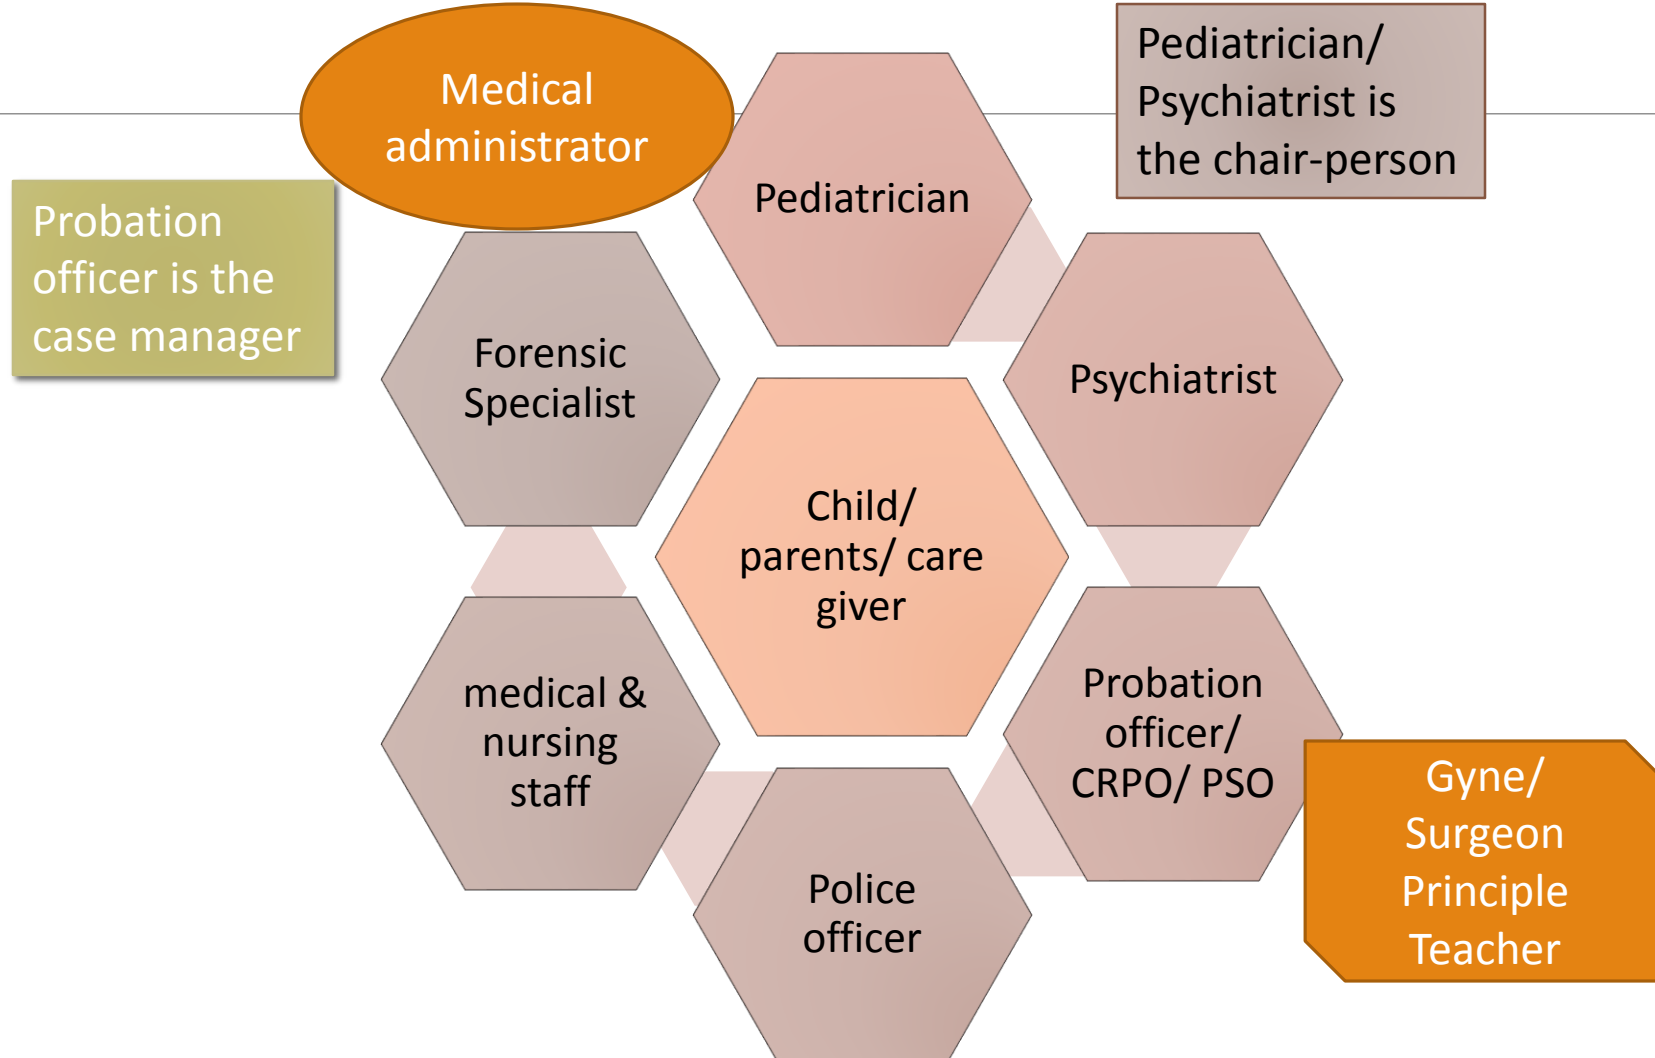 Medical
administrator
Pediatrician/
Psychiatrist is
the chair-person
Probation
officer is the
case manager
Pediatrician
Forensic
Specialist
Psychiatrist
Child/
parents/ care
giver
medical &
nursing
staff
Probation
officer/
CRPO/ PSO
Police
officer
Gyne/
Surgeon
Principle
Teacher